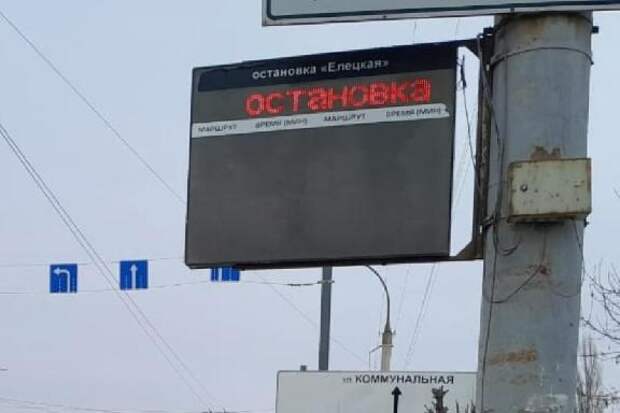 остановка «Елецкая»
остановка
МАРШРУТ ВРЕМЯ (МИН) МАРШРУТ ВРЕМЯ (МИН)
ул КОММУНАЛЬНАЯ